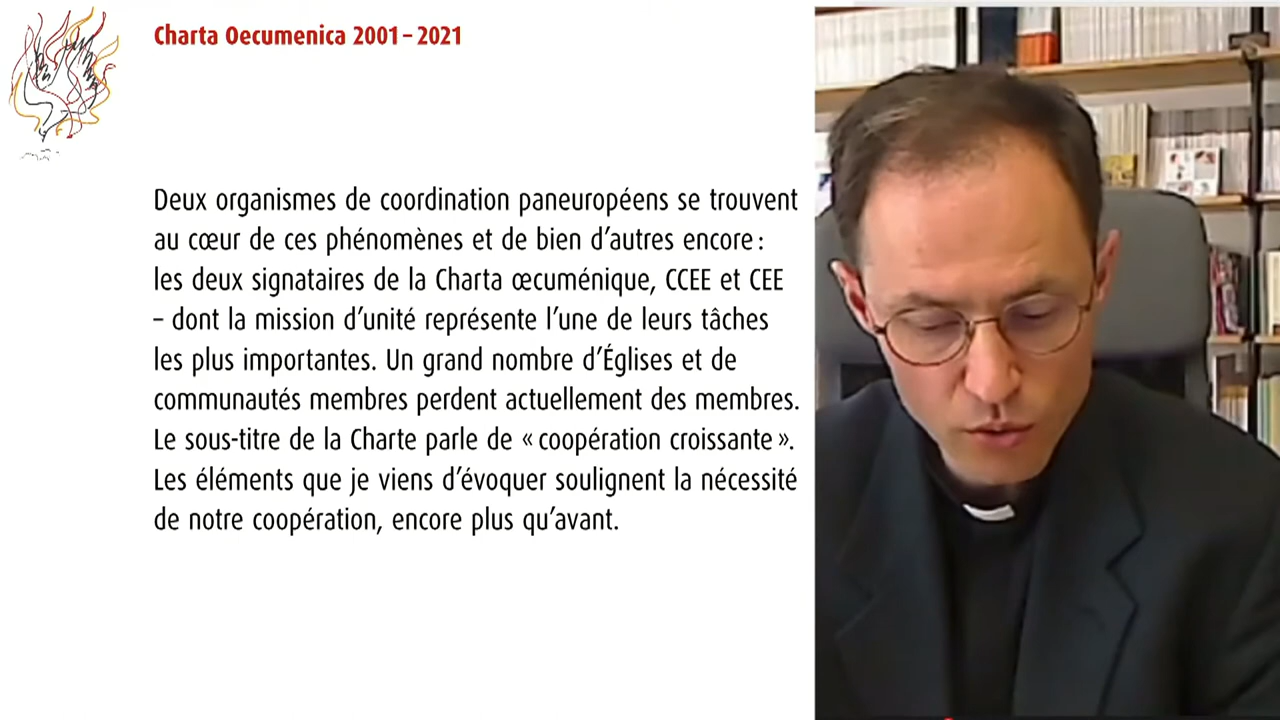 Charta Oecumenica 2001 – 2021
Deux organismes de coordination paneuropéens se trouvent
au cœur de ces phénomènes et de bien d’autres encore :
les deux signataires de la Charta œcuménique, CCEE et CEE
– dont la mission d’unité représente l’une de leurs tâches
les plus importantes. Un grand nombre d’Églises et de
communautés membres perdent actuellement des membres.
Le sous-titre de la Charte parle de « coopération croissante ».
Les éléments que je viens d’évoquer soulignent la nécessité
de notre coopération, encore plus qu’avant.